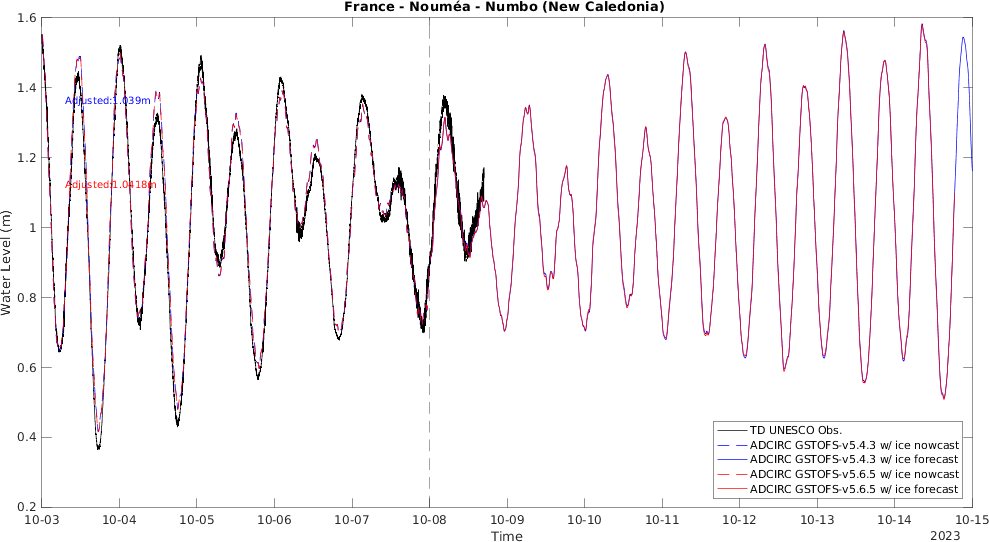 France - Nouméa - Numbo (New Caledonia)
1.6
1.4
1.2
1
0.8
0.6
0.4
0.2
Water Level (m)
Adjusted:1.039m
Adjusted:1.0418m
TD UNESCO Obs.
ADCIRC GSTOFS-v5.4.3 w/ ice nowcast
ADCIRC GSTOFS-v5.4.3 w/ ice forecast
ADCIRC GSTOFS-v5.6.5 w/ ice nowcast
ADCIRC GSTOFS-v5.6.5 w/ ice forecast
10-03 10-04 10-05 10-06 10-07 10-08 10-09 10-10 10-11 10-12 10-13 10-14 10-15
Time
2023